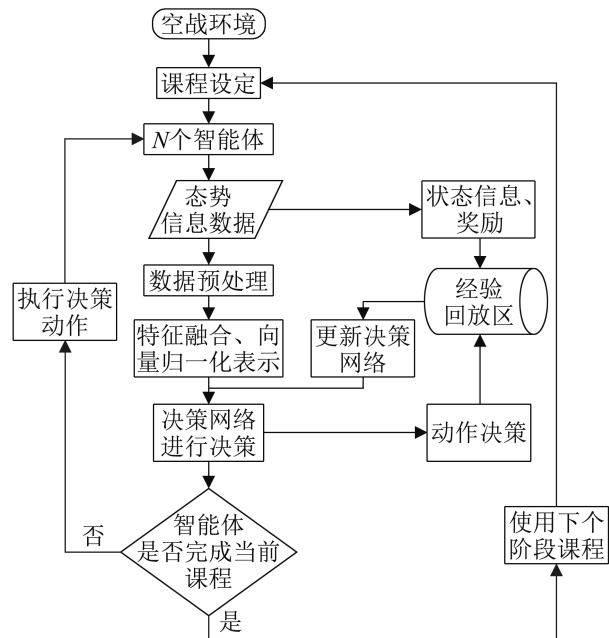 空战环境
课程设定
N个智能体
态势
信息数据
状态信息、
奖励
数据预处理
经验
回放区
执行决策
动作
特征融合、向
量归一化表示
更新决策
网络
决策网络
进行决策
动作决策
智能体
是否完成当前
课程
否
使用下个
阶段课程
是